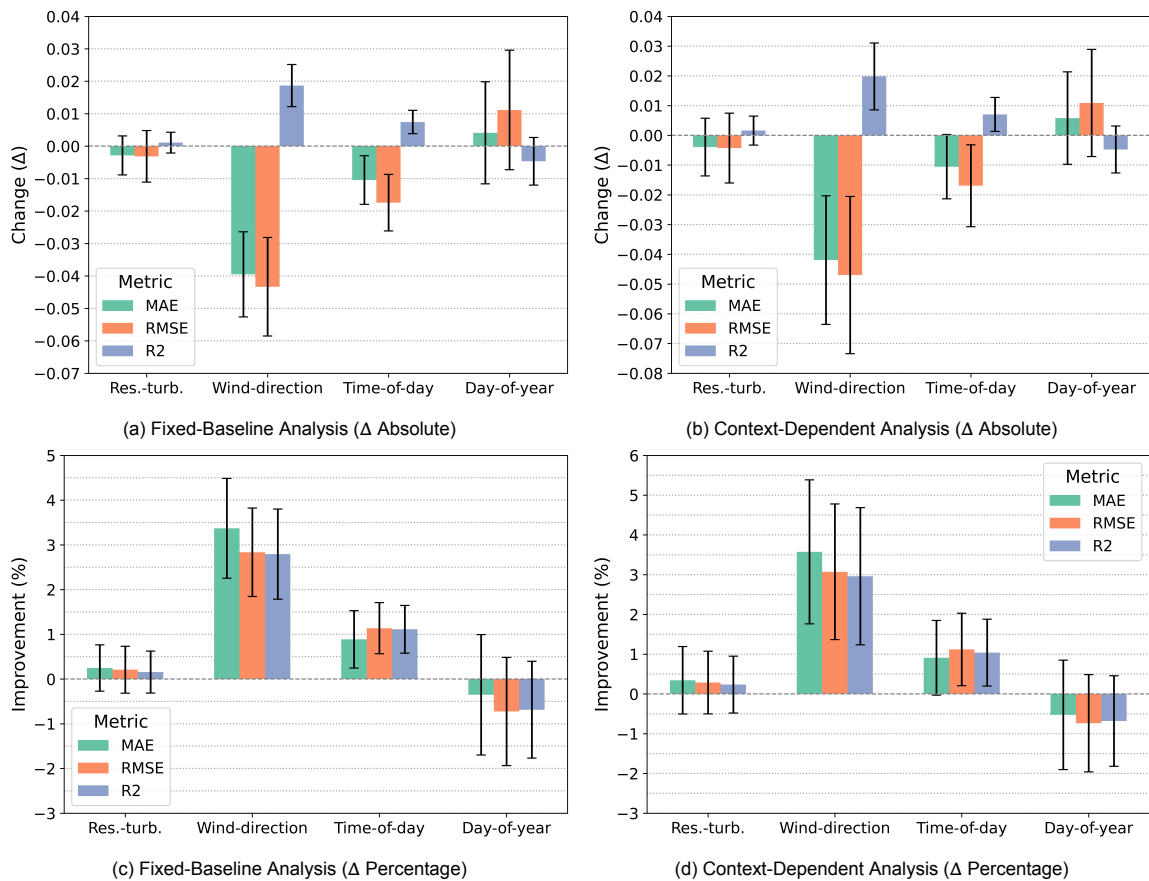 0.04
0.03
0.02
0.01
0.00
−0.01
−0.02
−0.03
−0.04
−0.05
−0.06
−0.07
Change (Δ)
Metric
MAE
RMSE
R2
Res.-turb. Wind-direction Time-of-day Day-of-year
(a) Fixed-Baseline Analysis (Δ Absolute)
0.04
0.03
0.02
0.01
0.00
−0.01
−0.02
−0.03
−0.04
−0.05
−0.06
−0.07
−0.08
Change (Δ)
Metric
MAE
RMSE
R2
Res.-turb. Wind-direction Time-of-day Day-of-year
(b) Context-Dependent Analysis (Δ Absolute)
5
4
3
2
1
0
−1
−2
−3
Improvement (%)
Metric
MAE
RMSE
R2
Res.-turb. Wind-direction Time-of-day Day-of-year
(c) Fixed-Baseline Analysis (Δ Percentage)
6
5
4
3
2
1
0
−1
−2
−3
Improvement (%)
Metric
MAE
RMSE
R2
Res.-turb. Wind-direction Time-of-day Day-of-year
(d) Context-Dependent Analysis (Δ Percentage)